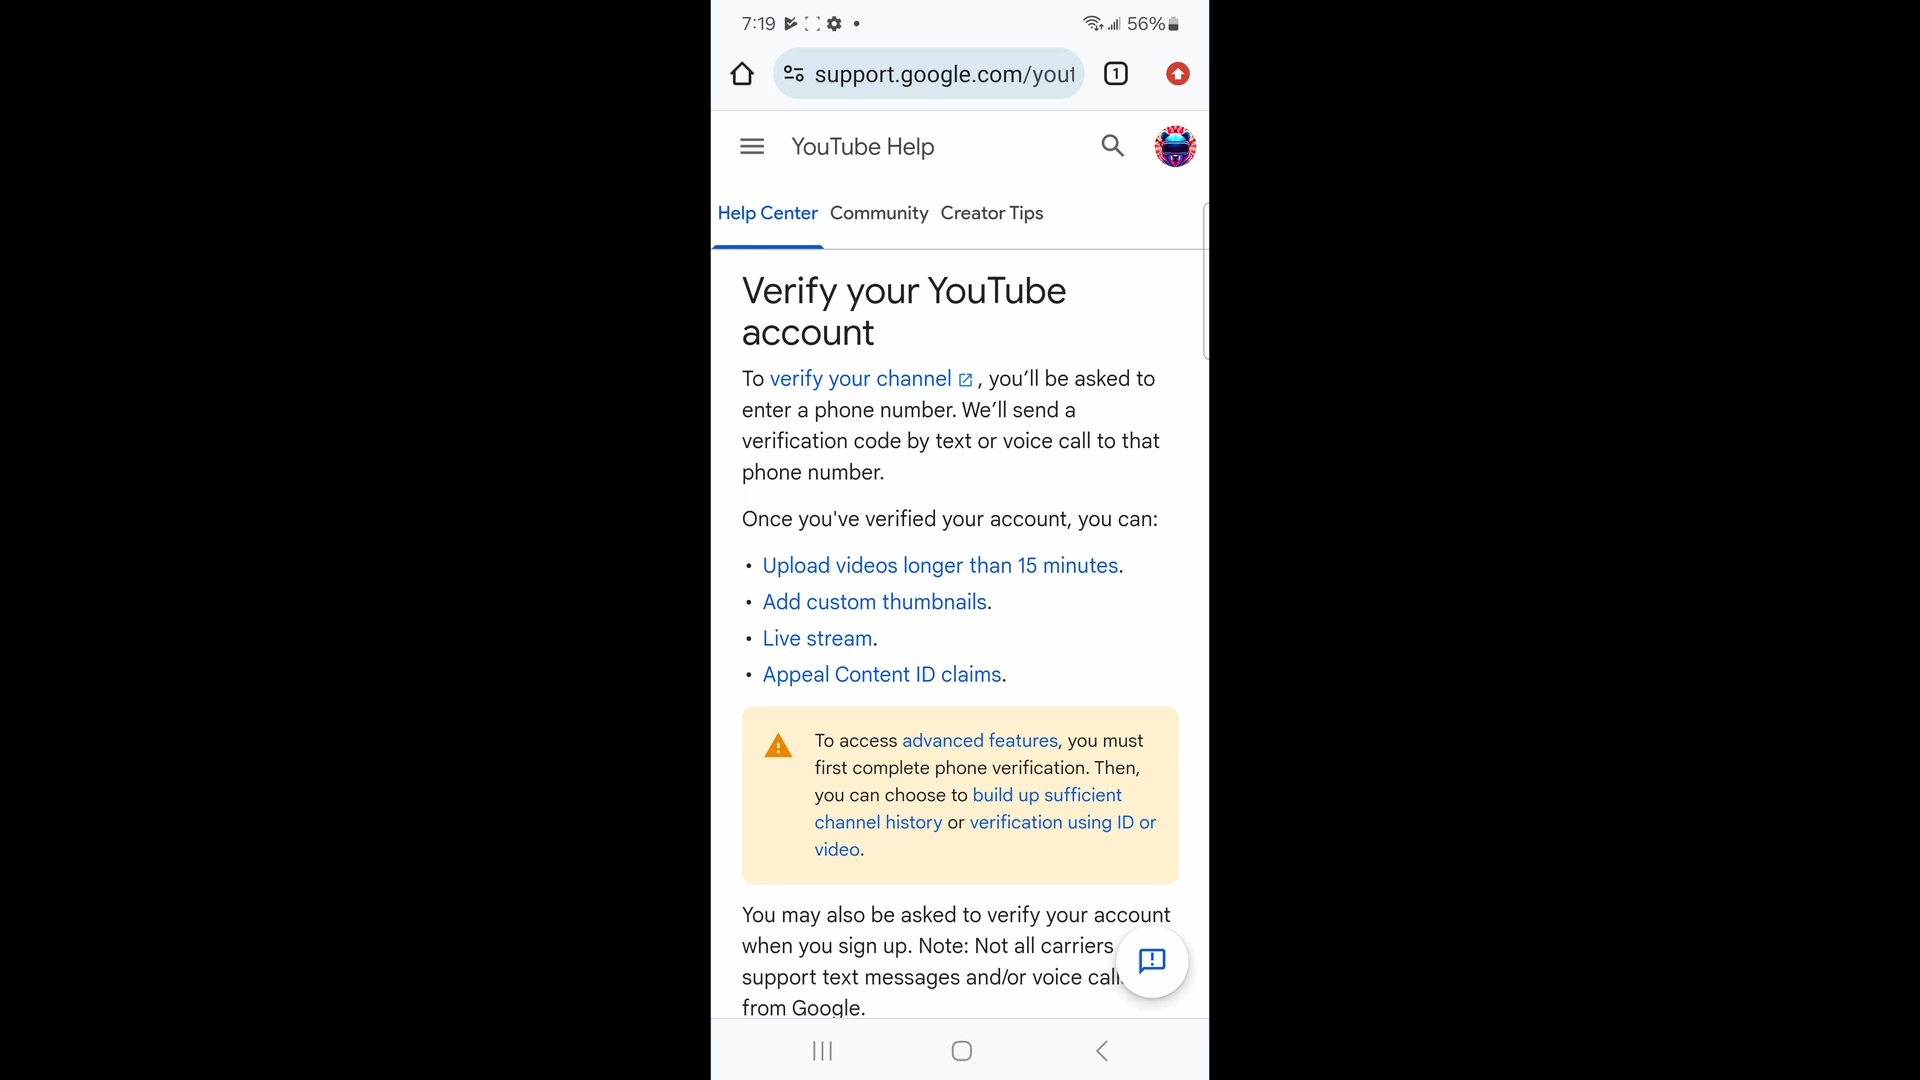 7:19
56%
support.google.com/yout
1
YouTube Help
Help Center Community Creator Tips
Verify your YouTube
account
To verify your channel , you’ll be asked to
enter a phone number. We’ll send a
verification code by text or voice call to that
phone number.
Once you've verified your account, you can:
• Upload videos longer than 15 minutes.
• Add custom thumbnails.
• Live stream.
• Appeal Content ID claims.
To access advanced features, you must
first complete phone verification. Then,
you can choose to build up sufficient
channel history or verification using ID or
video.
You may also be asked to verify your account
when you sign up. Note: Not all carriers
support text messages and/or voice call
from Google.